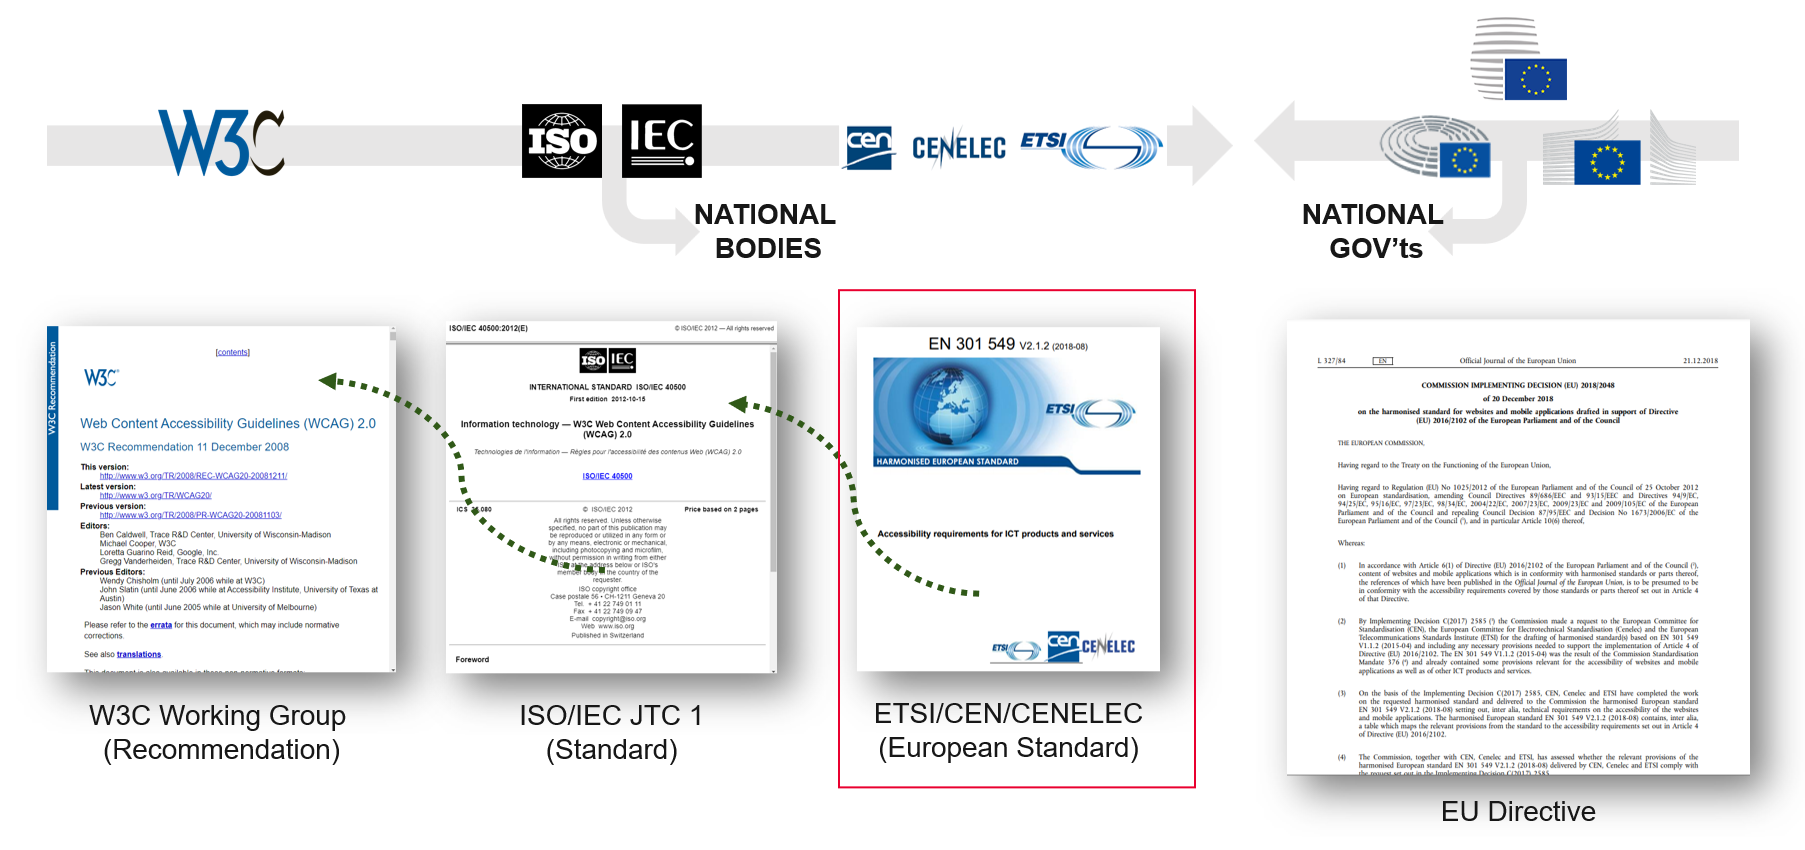 W3C
ISO
IEC
cen
CENELEC
ETSI
NATIONAL
BODIES
NATIONAL
GOV'ts
W3C Recommendation
[contents]
W3C®
Web Content Accessibility Guidelines (WCAG) 2.0
W3C Recommendation 11 December 2008
This version:
http://www.w3.org/TR/2008/REC-WCAG20-20081211/
Latest version:
http://www.w3.org/TR/WCAG20/
Previous version:
http://www.w3.org/TR/2008/PR-WCAG20-20081103/
Editors:
Ben Caldwell, Trace R&D Center, University of Wisconsin-Madison
Michael Cooper, W3C
Loretta Guarino Reid, Google, Inc.
Gregg Vanderheiden, Trace R&D Center, University of Wisconsin-Madison
Previous Editors:
Wendy Chisholm (until July 2006 while at W3C)
John Slatin (until June 2006 while at Accessibility Institute, University of Texas at
Austin)
Jason White (until June 2005 while at University of Melbourne)
Please refer to the errata for this document, which may include normative
corrections.
See also translations.
This document is also available in these non-normative formats:
W3C Working Group
(Recommendation)
ISO/IEC 40500:2012(E)
© ISO/IEC 2012 — All rights reserved
ISO IEC
INTERNATIONAL STANDARD ISO/IEC 40500
First edition 2012-10-15
Information technology — W3C Web Content Accessibility Guidelines
(WCAG) 2.0
Technologies de l'information — Règles pour l'accessibilité des contenus Web (WCAG) 2.0
ISO/IEC 40500
ICS 35.080
© ISO/IEC 2012
Price based on 2 pages
All rights reserved. Unless otherwise
specified, no part of this publication may
be reproduced or utilized in any form or
by any means, electronic or mechanical,
including photocopying and microfilm,
without permission in writing from either
ISO at the address below or ISO's
member body in the country of the
requester.
ISO copyright office
Case postale 56 • CH-1211 Geneva 20
Tel. + 41 22 749 01 11
Fax + 41 22 749 09 47
E-mail copyright@iso.org
Web www.iso.org
Published in Switzerland
Foreword
ISO/IEC JTC 1
(Standard)
EN 301 549 V2.1.2 (2018-08)
ETSI
HARMONISED EUROPEAN STANDARD
Accessibility requirements for ICT products and services
ETSI
cen
CENELEC
ETSI/CEN/CENELEC
(European Standard)
L 327/84
EN
Official Journal of the European Union
21.12.2018
COMMISSION IMPLEMENTING DECISION (EU) 2018/2048
of 20 December 2018
on the harmonised standard for websites and mobile applications drafted in support of Directive
(EU) 2016/2102 of the European Parliament and of the Council
THE EUROPEAN COMMISSION,
Having regard to the Treaty on the Functioning of the European Union,
Having regard to Regulation (EU) No 1025/2012 of the European Parliament and of the Council of 25 October 2012
on European standardisation, amending Council Directives 89/686/EEC and 93/15/EEC and Directives 94/9/EC,
94/25/EC, 95/16/EC, 97/23/EC, 98/34/EC, 2004/22/EC, 2007/23/EC, 2009/23/EC and 2009/105/EC of the European
Parliament and of the Council and repealing Council Decision 87/95/EEC and Decision No 1673/2006/EC of the
European Parliament and of the Council (¹), and in particular Article 10(6) thereof,
Whereas:
(1) In accordance with Article 6(1) of Directive (EU) 2016/2102 of the European Parliament and of the Council (²),
content of websites and mobile applications which is in conformity with harmonised standards or parts thereof,
the references of which have been published in the Official Journal of the European Union, is to be presumed to be
in conformity with the accessibility requirements covered by those standards or parts thereof set out in Article 4
of that Directive.
(2) By Implementing Decision C(2017) 2585 (³) the Commission made a request to the European Committee for
Standardisation (CEN), the European Committee for Electrotechnical Standardisation (Cenelec) and the European
Telecommunications Standards Institute (ETSI) for the drafting of harmonised standard(s) based on EN 301 549
V1.1.2 (2015-04) and including any necessary provisions needed to support the implementation of Article 4 of
Directive (EU) 2016/2102. The EN 301 549 V1.1.2 (2015-04) was the result of the Commission Standardisation
Mandate 376 (⁴) and already contained some provisions relevant for the accessibility of websites and mobile
applications as well as of other ICT products and services.
(3) On the basis of the Implementing Decision C(2017) 2585, CEN, Cenelec and ETSI have completed the work
on the requested harmonised standard and delivered to the Commission the harmonised European standard
EN 301 549 V2.1.2 (2018-08) setting out, inter alia, technical requirements on the accessibility of the websites
and mobile applications. The harmonised European standard EN 301 549 V2.1.2 (2018-08) contains, inter alia,
a table which maps the relevant provisions from the standard to the accessibility requirements set out in Article 4
of Directive (EU) 2016/2102.
(4) The Commission, together with CEN, Cenelec and ETSI, has assessed whether the relevant provisions of the
harmonised European standard EN 301 549 V2.1.2 (2018-08) delivered by CEN, Cenelec and ETSI comply with
the request set out in the Implementing Decision C(2017) 2585.
EU Directive